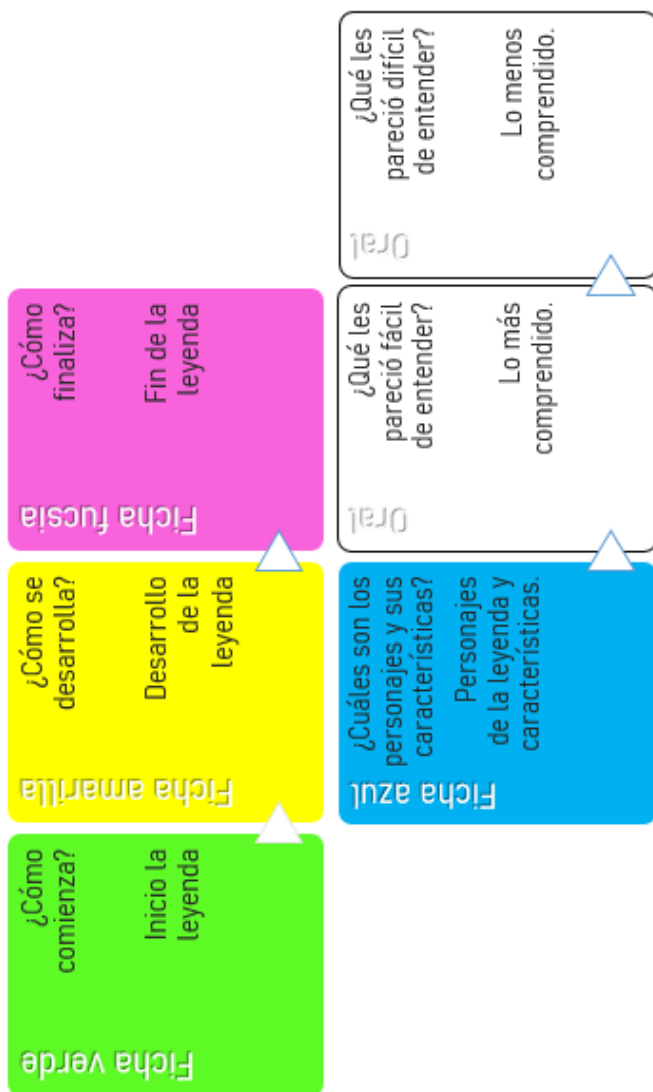 Ficha verde
¿Cómo
comienza?
Inicio la
leyenda
Ficha amarilla
¿Cómo se
desarrolla?
Desarrollo
de la
leyenda
Ficha fucsia
¿Cómo
finaliza?
Fin de la
leyenda
Ficha azul
¿Cuáles son los
personajes y sus
características?
Personajes
de la leyenda y
características.
Oral
¿Qué les
pareció fácil
de entender?
Lo más
comprendido.
Oral
¿Qué les
pareció difícil
de entender?
Lo menos
comprendido.